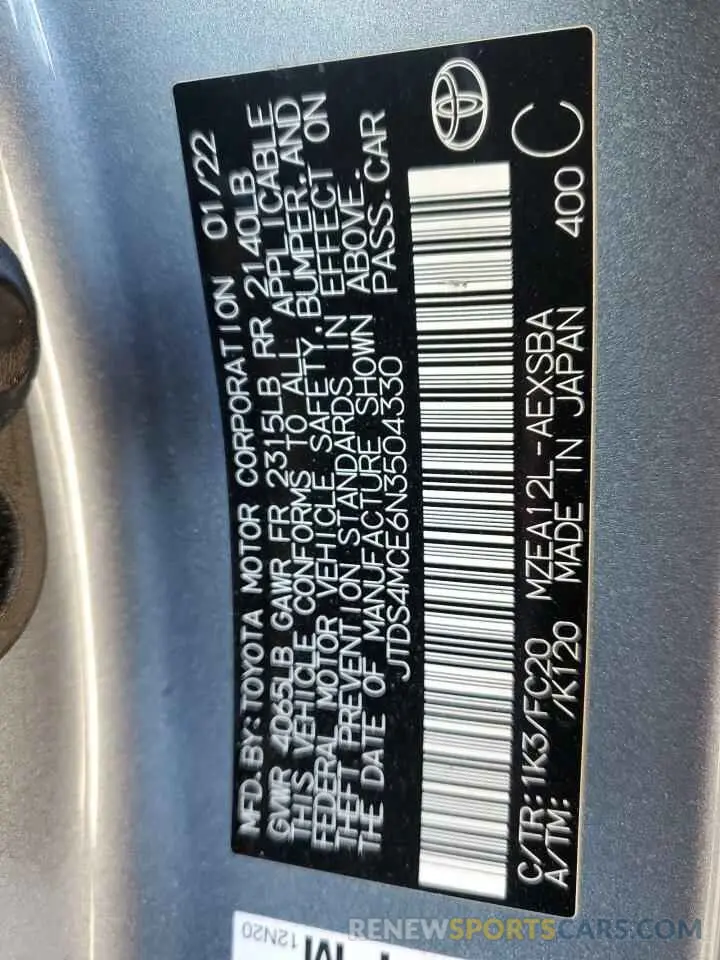 MFD.BY:TOYOTA MOTOR CORPORATION 01/22
GVWR 4065LB GAWR FR 2315LB RR 2140LB
THIS VEHICLE CONFORMS TO ALL APPLICABLE
FEDERAL MOTOR VEHICLE SAFETY,BUMPER,AND
THEFT PREVENTION STANDARDS IN EFFECT ON
THE DATE OF MANUFACTURE SHOWN ABOVE.
JTDS4MCE6N3504330 PASS.CAR
C/TR:1K3/FC20 MZEA12L-AEXSBA 400 C
A/TM: /K120 MADE IN JAPAN
12N20
RENEWSPORTSCARS.COM